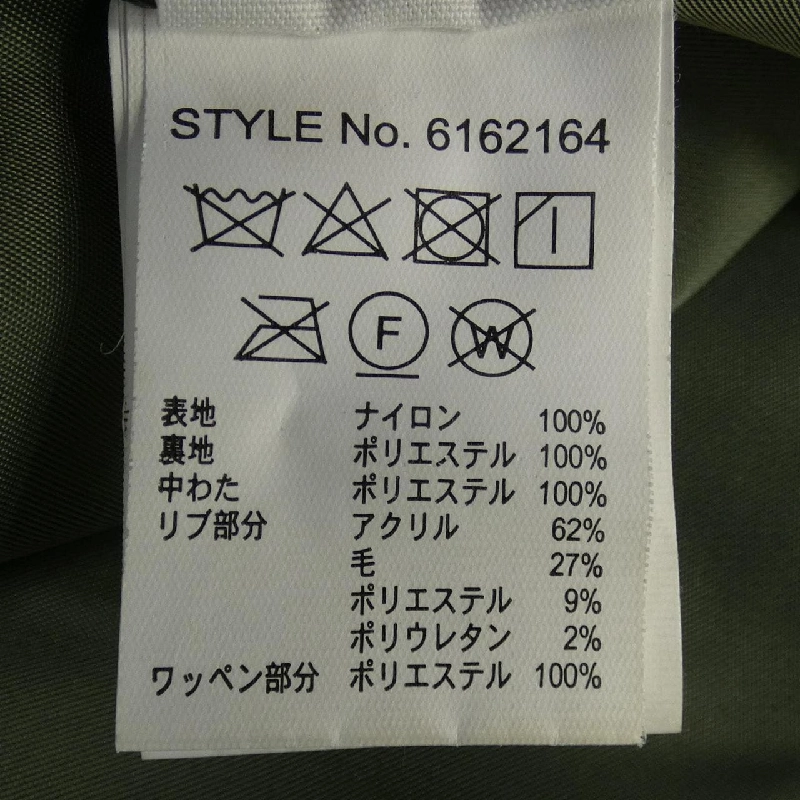 STYLE No. 6162164
F
W
表地 ナイロン 100%
裏地 ポリエステル 100%
中わた ポリエステル 100%
リブ部分 アクリル 62%
毛 27%
ポリエステル 9%
ポリウレタン 2%
ワッペン部分 ポリエステル 100%